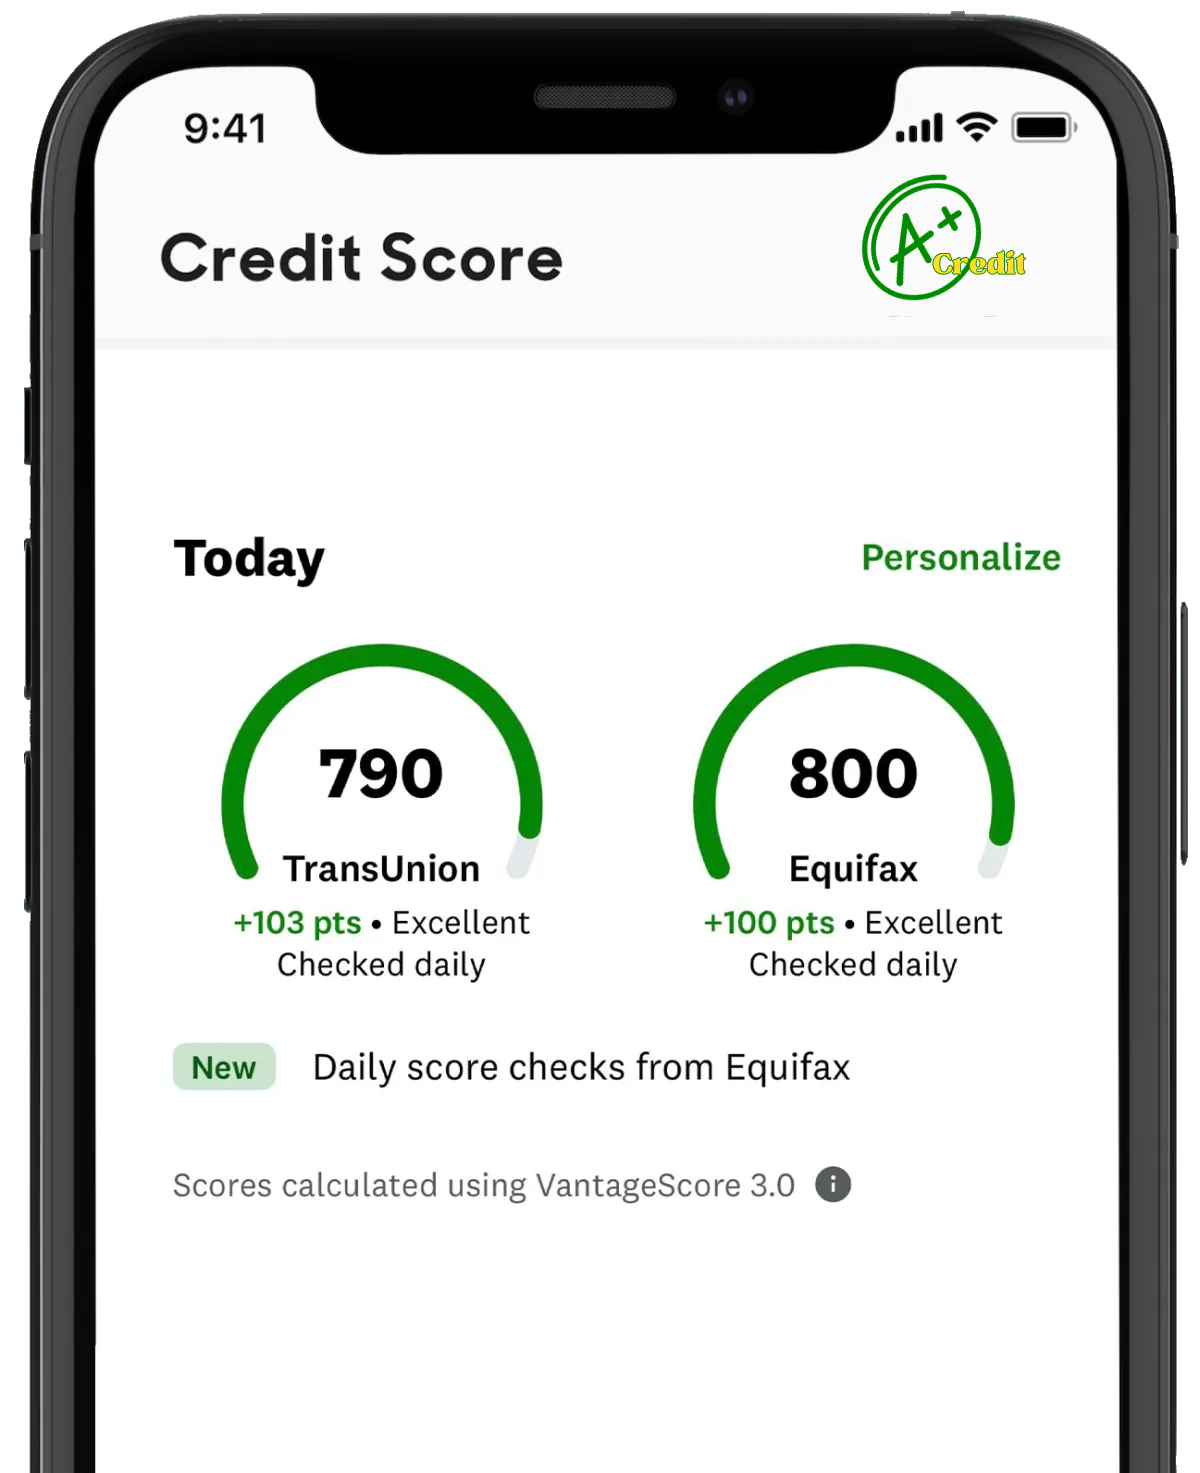 9:41
Credit Score
A+
Credit
Today
Personalize
790
TransUnion
+103 pts • Excellent
Checked daily
800
Equifax
+100 pts • Excellent
Checked daily
New
Daily score checks from Equifax
Scores calculated using VantageScore 3.0
i